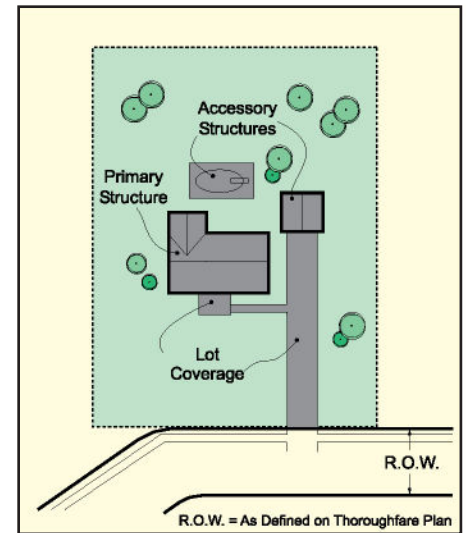 Accessory
Structures
Primary
Structure
Lot
Coverage
R.O.W.
R.O.W. = As Defined on Thoroughfare Plan